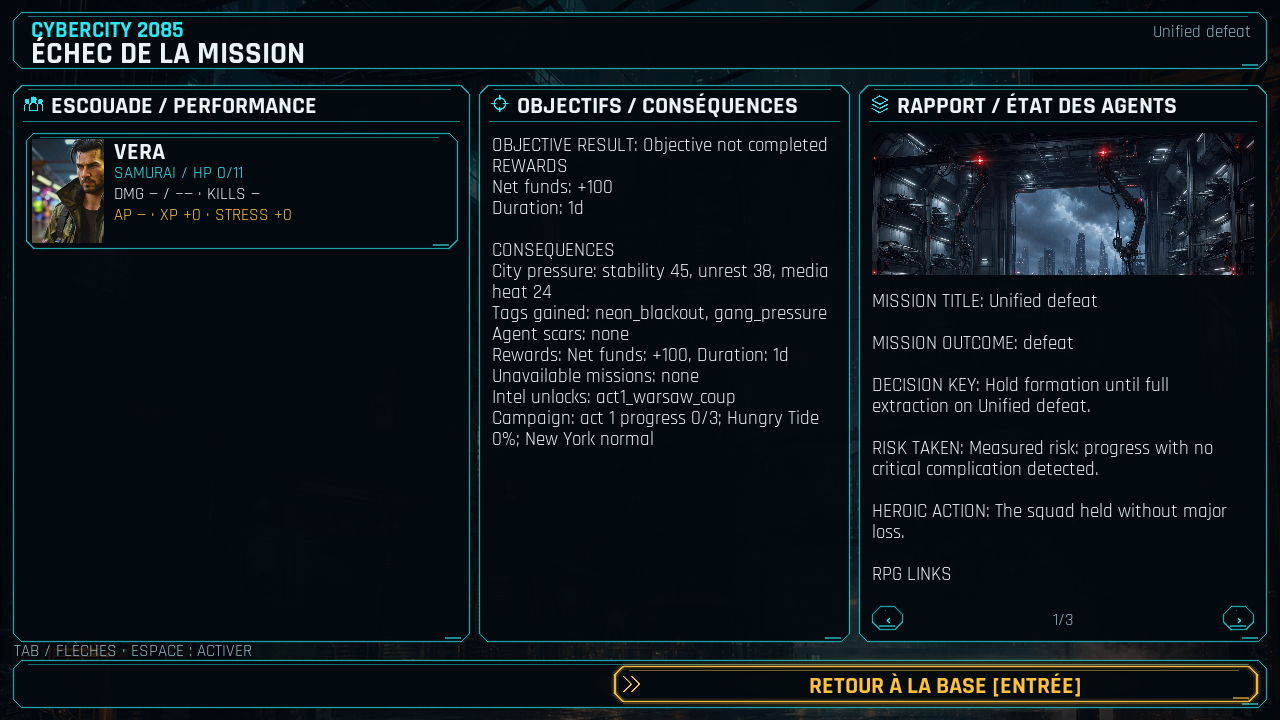 CYBERCITY 2085
ÉCHEC DE LA MISSION
Unified defeat
ESCOUADE / PERFORMANCE
VERA
SAMURAI / HP 0/11
DMG — / —— · KILLS —
AP — · XP +0 · STRESS +0
OBJECTIFS / CONSÉQUENCES
OBJECTIVE RESULT: Objective not completed
REWARDS
Net funds: +100
Duration: 1d
CONSEQUENCES
City pressure: stability 45, unrest 38, media
heat 24
Tags gained: neon_blackout, gang_pressure
Agent scars: none
Rewards: Net funds: +100, Duration: 1d
Unavailable missions: none
Intel unlocks: act1_warsaw_coup
Campaign: act 1 progress 0/3; Hungry Tide
0%; New York normal
RAPPORT / ÉTAT DES AGENTS
MISSION TITLE: Unified defeat
MISSION OUTCOME: defeat
DECISION KEY: Hold formation until full
extraction on Unified defeat.
RISK TAKEN: Measured risk: progress with no
critical complication detected.
HEROIC ACTION: The squad held without major
loss.
RPG LINKS
‹ 1/3 ›
TAB / FLÈCHES · ESPACE : ACTIVER
RETOUR À LA BASE [ENTRÉE]